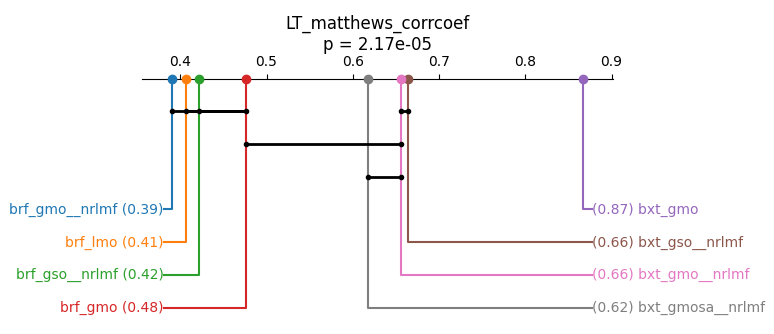 LT_matthews_corrcoef
p = 2.17e-05
0.4 0.5 0.6 0.7 0.8 0.9
brf_gmo__nrlmf (0.39) (0.87) bxt_gmo
brf_lmo (0.41) (0.66) bxt_gso__nrlmf
brf_gso__nrlmf (0.42) (0.66) bxt_gmo__nrlmf
brf_gmo (0.48) (0.62) bxt_gmosa__nrlmf